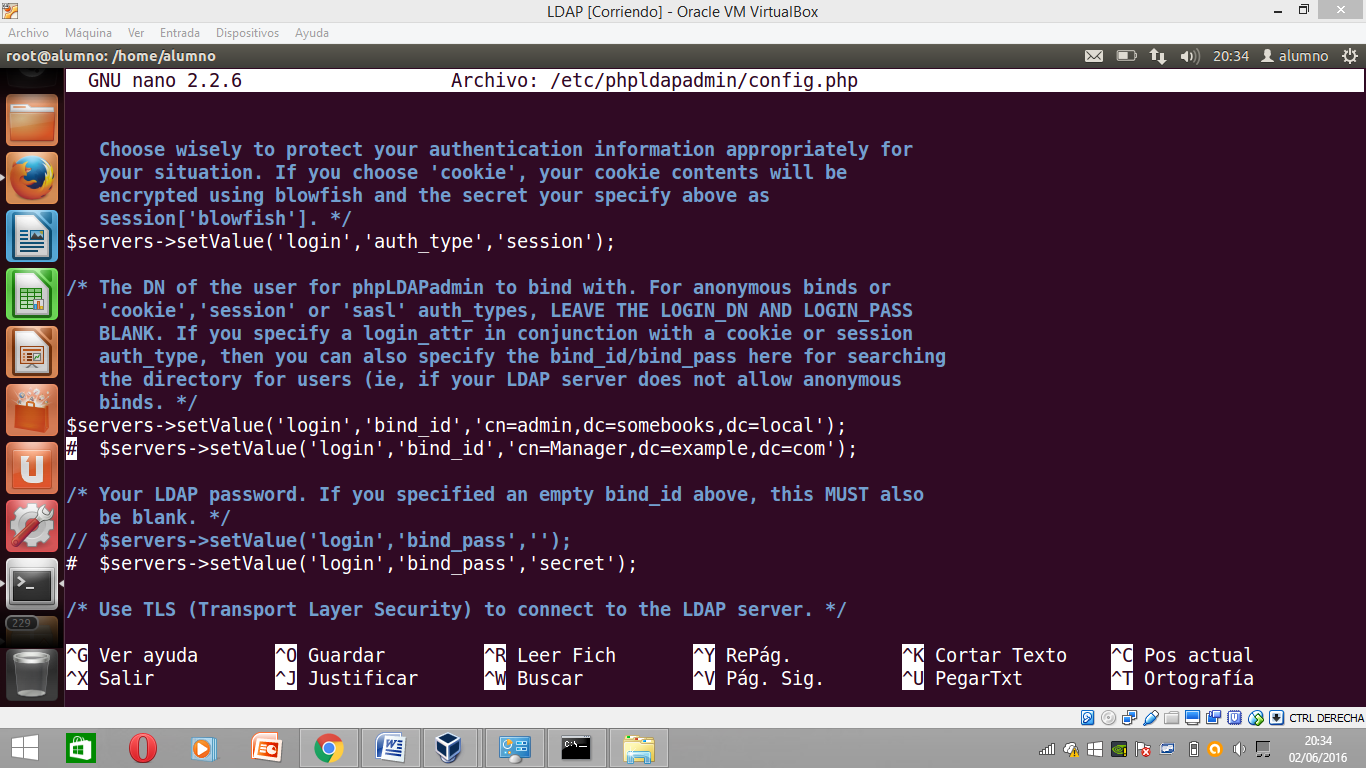 LDAP [Corriendo] - Oracle VM VirtualBox
Archivo Máquina Ver Entrada Dispositivos Ayuda
root@alumno: /home/alumno 20:34 alumno
GNU nano 2.2.6 Archivo: /etc/phpldapadmin/config.php
Choose wisely to protect your authentication information appropriately for
your situation. If you choose 'cookie', your cookie contents will be
encrypted using blowfish and the secret your specify above as
session['blowfish']. */
$servers->setValue('login','auth_type','session');
/* The DN of the user for phpLDAPadmin to bind with. For anonymous binds or
'cookie','session' or 'sasl' auth_types, LEAVE THE LOGIN_DN AND LOGIN_PASS
BLANK. If you specify a login_attr in conjunction with a cookie or session
auth_type, then you can also specify the bind_id/bind_pass here for searching
the directory for users (ie, if your LDAP server does not allow anonymous
binds. */
$servers->setValue('login','bind_id','cn=admin,dc=somebooks,dc=local');
#  $servers->setValue('login','bind_id','cn=Manager,dc=example,dc=com');
/* Your LDAP password. If you specified an empty bind_id above, this MUST also
be blank. */
// $servers->setValue('login','bind_pass','');
#  $servers->setValue('login','bind_pass','secret');
/* Use TLS (Transport Layer Security) to connect to the LDAP server. */
229
^G Ver ayuda ^O Guardar ^R Leer Fich ^Y RePág. ^K Cortar Texto ^C Pos actual
^X Salir ^J Justificar ^W Buscar ^V Pág. Sig. ^U PegarTxt ^T Ortografía
CTRL DERECHA
20:34
02/06/2016